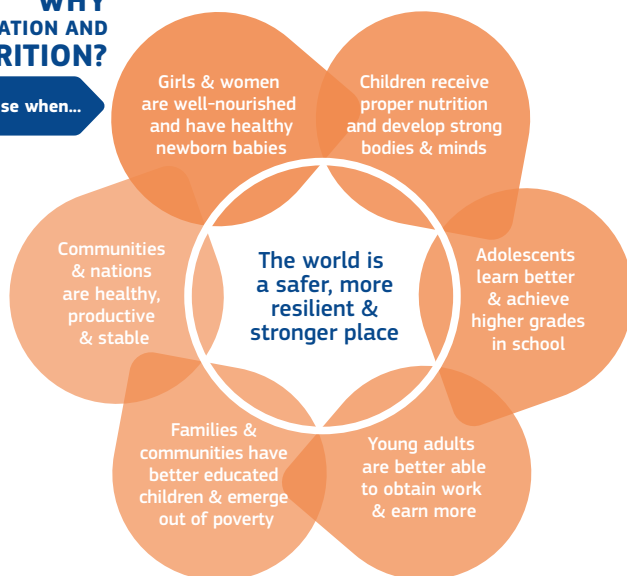 WHY
AND
when...
Girls & women
are well-nourished
and have healthy
newborn babies
Children receive
proper nutrition
and develop strong
bodies & minds
Adolescents
learn better
& achieve
higher grades
in school
Young adults
are better able
to obtain work
& earn more
Families &
communities have
better educated
children & emerge
out of poverty
Communities
& nations
are healthy,
productive
& stable
The world is
a safer, more
resilient &
stronger place